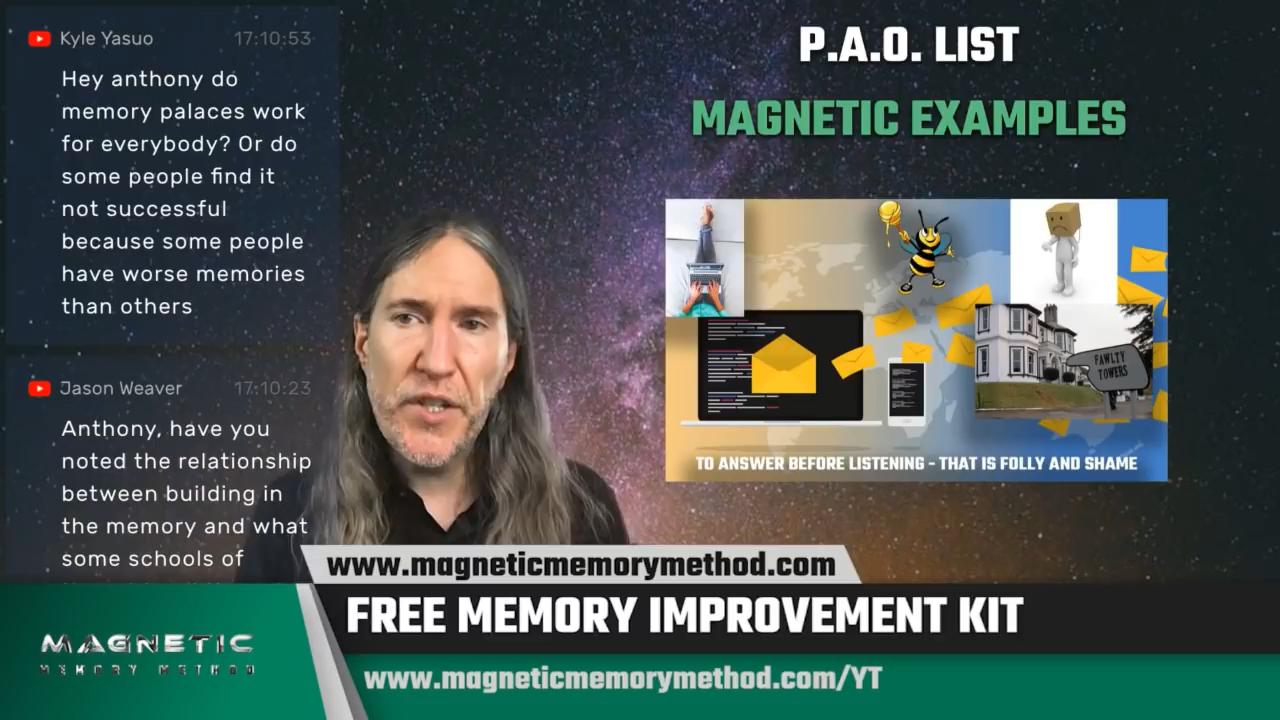 Kyle Yasuo 17:10:53
Hey anthony do
memory palaces work
for everybody? Or do
some people find it
not successful
because some people
have worse memories
than others
Jason Weaver 17:10:23
Anthony, have you
noted the relationship
between building in
the memory and what
some schools of
P.A.O. LIST
MAGNETIC EXAMPLES
FAWLTY
TOWERS
TO ANSWER BEFORE LISTENING - THAT IS FOLLY AND SHAME
www.magneticmemorymethod.com
FREE MEMORY IMPROVEMENT KIT
www.magneticmemorymethod.com/YT
MAGNETIC
MEMORY METHOD